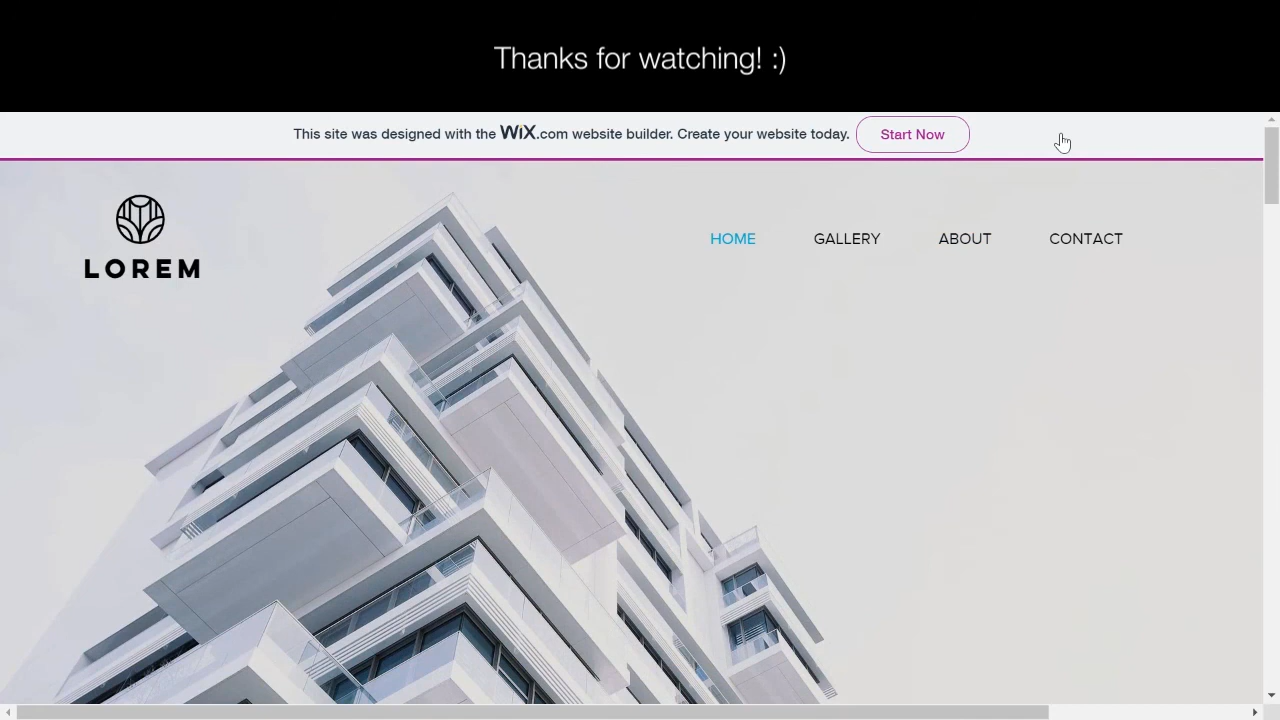 Thanks for watching! :)
This site was designed with the WiX.com website builder. Create your website today. Start Now
LOREM
HOME GALLERY ABOUT CONTACT